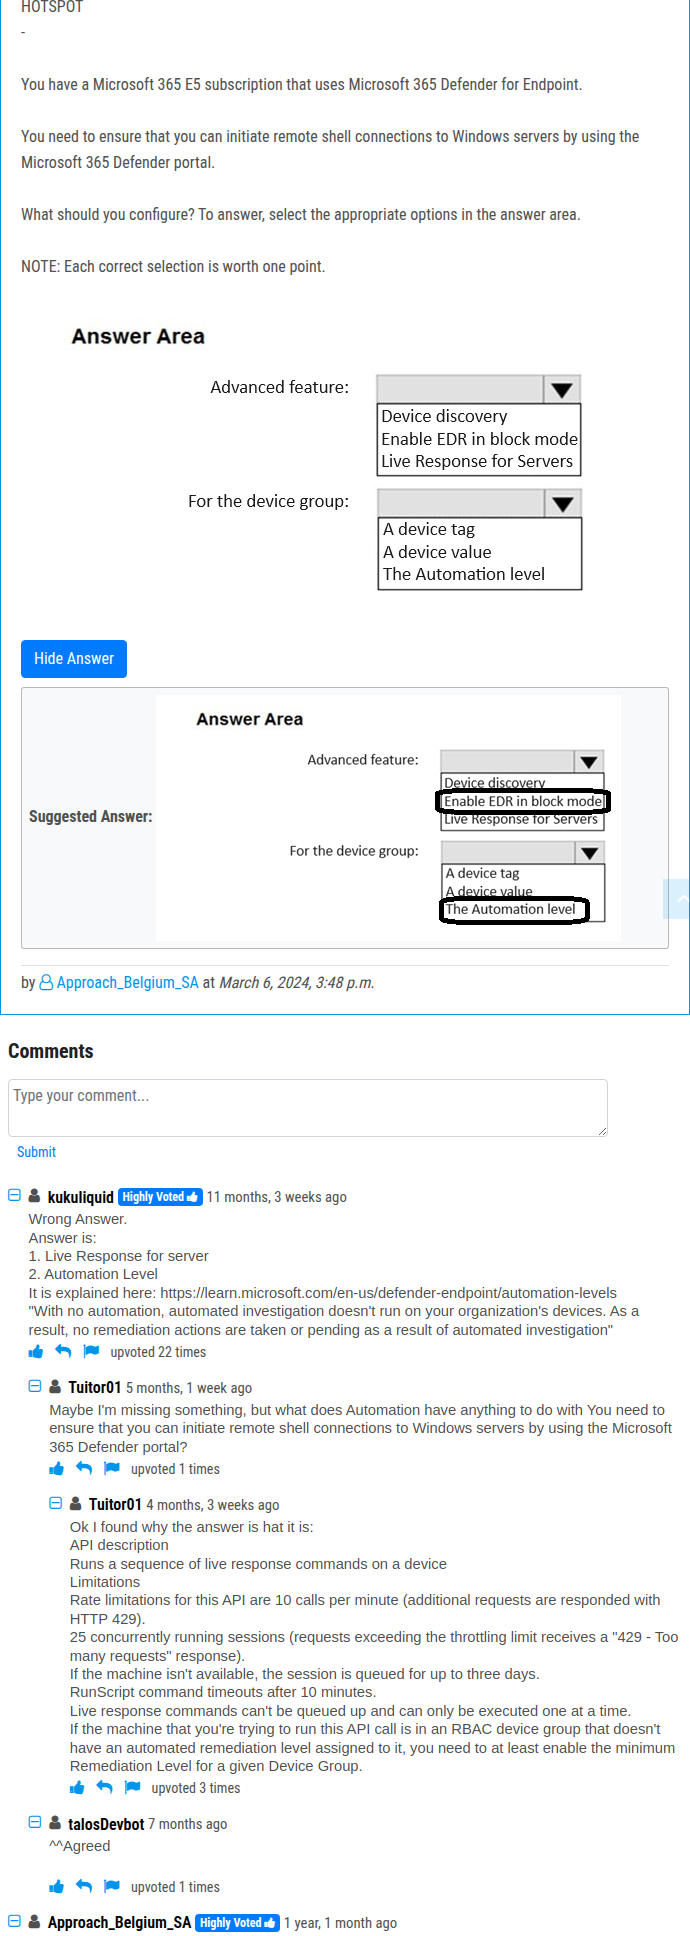 HOTSPOT
-
You have a Microsoft 365 E5 subscription that uses Microsoft 365 Defender for Endpoint.
You need to ensure that you can initiate remote shell connections to Windows servers by using the
Microsoft 365 Defender portal.
What should you configure? To answer, select the appropriate options in the answer area.
NOTE: Each correct selection is worth one point.
Answer Area
Advanced feature:
Device discovery
Enable EDR in block mode
Live Response for Servers
For the device group:
A device tag
A device value
The Automation level
Hide Answer
Suggested Answer:
Answer Area
Advanced feature:
Device discovery
Enable EDR in block mode
Live Response for Servers
For the device group:
A device tag
A device value
The Automation level
by Approach_Belgium_SA at March 6, 2024, 3:48 p.m.
Comments
Type your comment...
Submit
kukuliquid Highly Voted 11 months, 3 weeks ago
Wrong Answer.
Answer is:
1. Live Response for server
2. Automation Level
It is explained here: https://learn.microsoft.com/en-us/defender-endpoint/automation-levels
"With no automation, automated investigation doesn't run on your organization's devices. As a
result, no remediation actions are taken or pending as a result of automated investigation"
upvoted 22 times
Tuitor01 5 months, 1 week ago
Maybe I'm missing something, but what does Automation have anything to do with You need to
ensure that you can initiate remote shell connections to Windows servers by using the Microsoft
365 Defender portal?
upvoted 1 times
Tuitor01 4 months, 3 weeks ago
Ok I found why the answer is hat it is:
API description
Runs a sequence of live response commands on a device
Limitations
Rate limitations for this API are 10 calls per minute (additional requests are responded with
HTTP 429).
25 concurrently running sessions (requests exceeding the throttling limit receives a "429 - Too
many requests" response).
If the machine isn't available, the session is queued for up to three days.
RunScript command timeouts after 10 minutes.
Live response commands can't be queued up and can only be executed one at a time.
If the machine that you're trying to run this API call is in an RBAC device group that doesn't
have an automated remediation level assigned to it, you need to at least enable the minimum
Remediation Level for a given Device Group.
upvoted 3 times
talosDevbot 7 months ago
^^Agreed
upvoted 1 times
Approach_Belgium_SA Highly Voted 1 year, 1 month ago